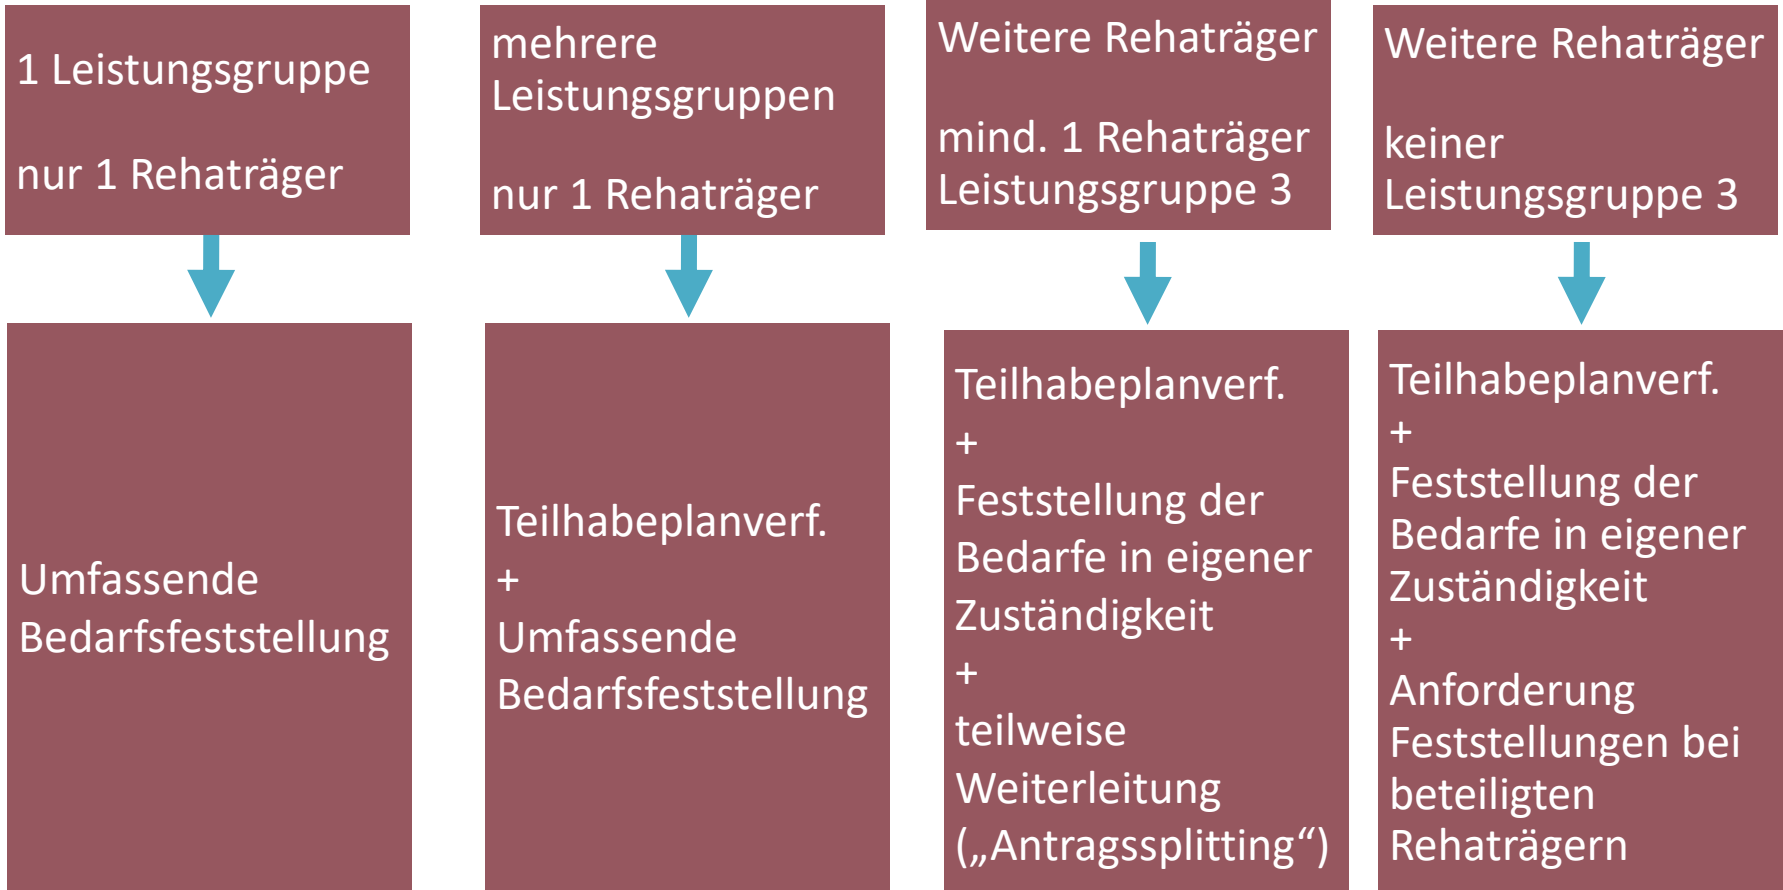 1 Leistungsgruppe
nur 1 Rehaträger
mehrere
Leistungsgruppen
nur 1 Rehaträger
Weitere Rehaträger
mind. 1 Rehaträger
Leistungsgruppe 3
Weitere Rehaträger
keiner
Leistungsgruppe 3
Umfassende
Bedarfsfeststellung
Teilhabeplanverf.
+
Umfassende
Bedarfsfeststellung
Teilhabeplanverf.
+
Feststellung der
Bedarfe in eigener
Zuständigkeit
+
teilweise
Weiterleitung
(„Antragssplitting“)
Teilhabeplanverf.
+
Feststellung der
Bedarfe in eigener
Zuständigkeit
+
Anforderung
Feststellungen bei
beteiligten
Rehaträgern